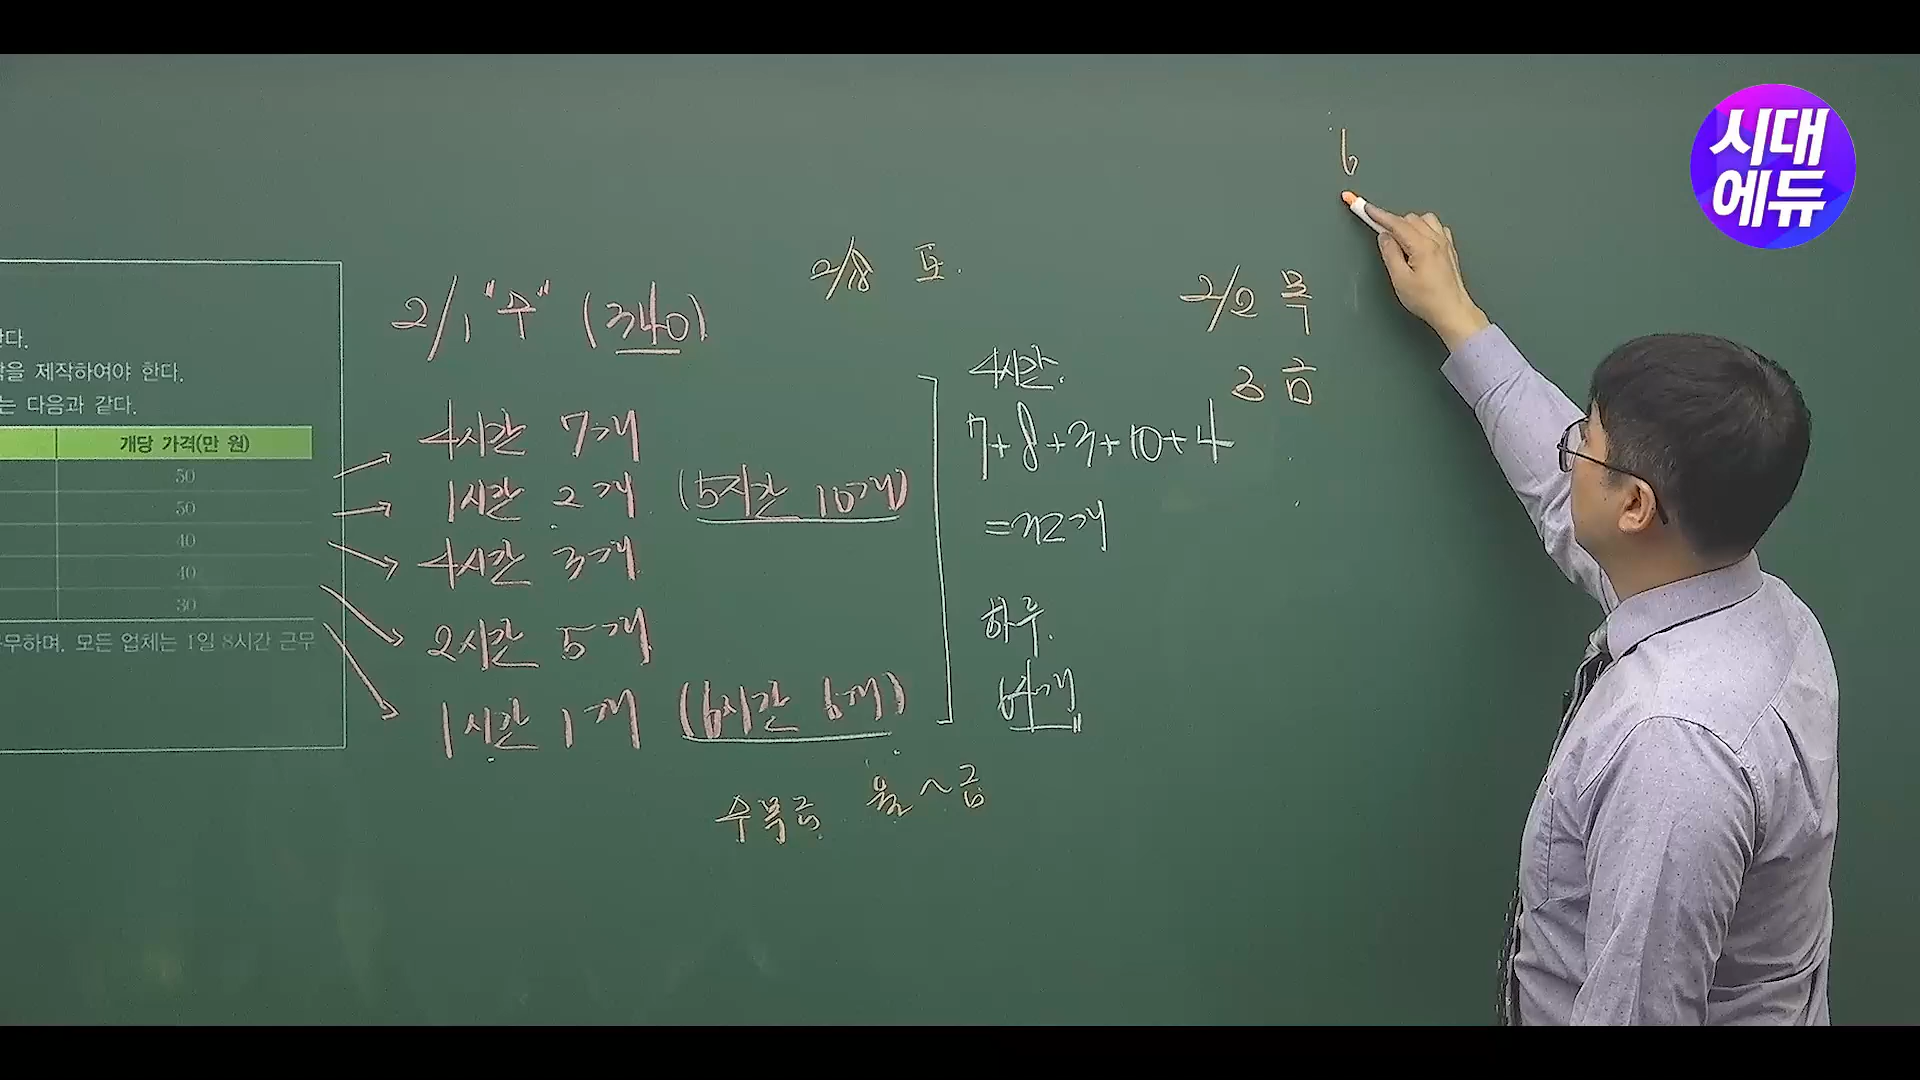 시대
에듀
6
2/8 토.
2/1 "수" (
2/2 목
3 금
다.
을 제작하여야 한다.
는 다음과 같다.
개당 가격(만 원)
50
50
40
40
30
무하며. 모든 업체는 1일 8시간 근무
4시간 7개
1시간 2개 (5시간 10개)
4시간 3개
2시간 5개
1시간 1개 (6시간 6개)
4시간.
7+8+3+10+4
=32개
하루.
64개
수목금 월~금